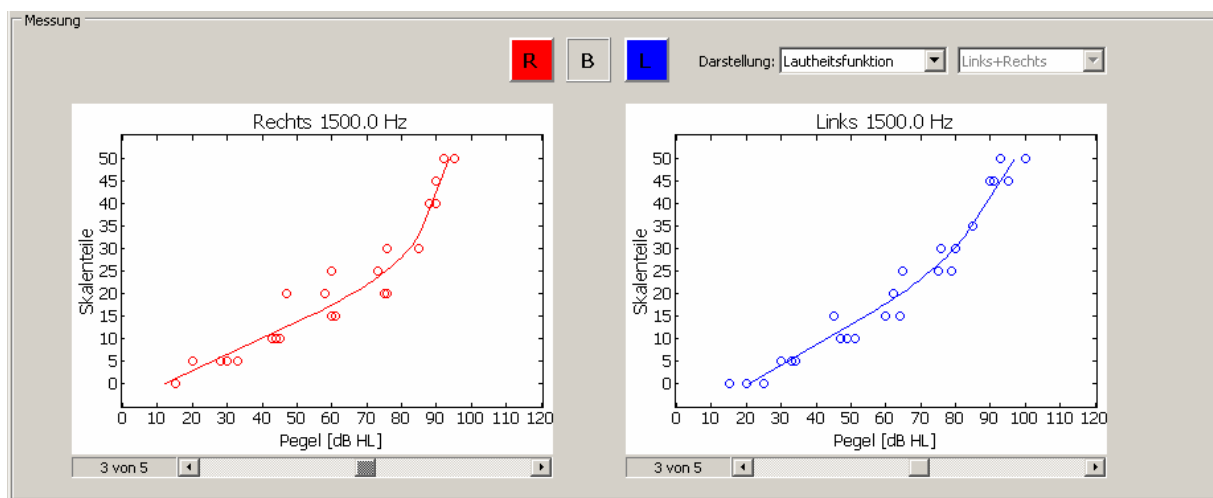 Messung
R B L Darstellung: Lautheitsfunktion Links+Rechts
Rechts 1500.0 Hz
50
45
40
35
30
25
20
15
10
5
0
Skalenteile
0 10 20 30 40 50 60 70 80 90 100 110 120
Pegel [dB HL]
3 von 5
Links 1500.0 Hz
50
45
40
35
30
25
20
15
10
5
0
Skalenteile
0 10 20 30 40 50 60 70 80 90 100 110 120
Pegel [dB HL]
3 von 5